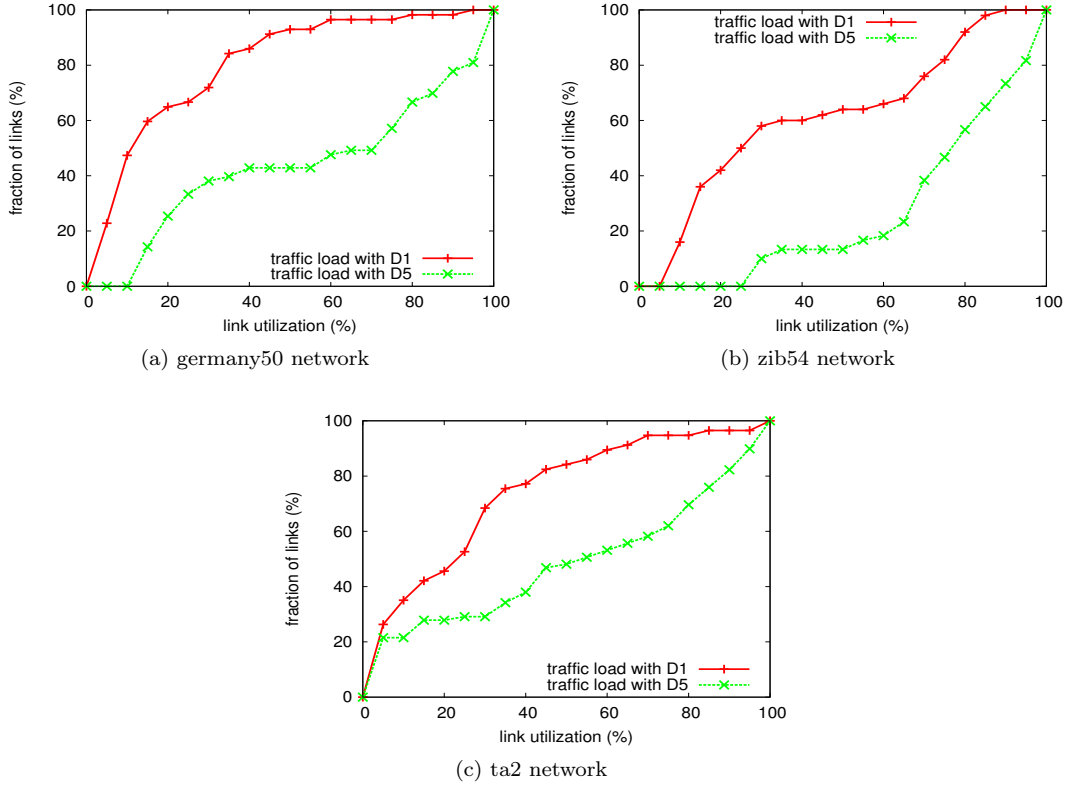 100
80
60
40
20
0
fraction of links (%)
traffic load with D1
traffic load with D5
0 20 40 60 80 100
link utilization (%)
(a) germany50 network
100
80
60
40
20
0
fraction of links (%)
traffic load with D1
traffic load with D5
0 20 40 60 80 100
link utilization (%)
(b) zib54 network
100
80
60
40
20
0
fraction of links (%)
traffic load with D1
traffic load with D5
0 20 40 60 80 100
link utilization (%)
(c) ta2 network